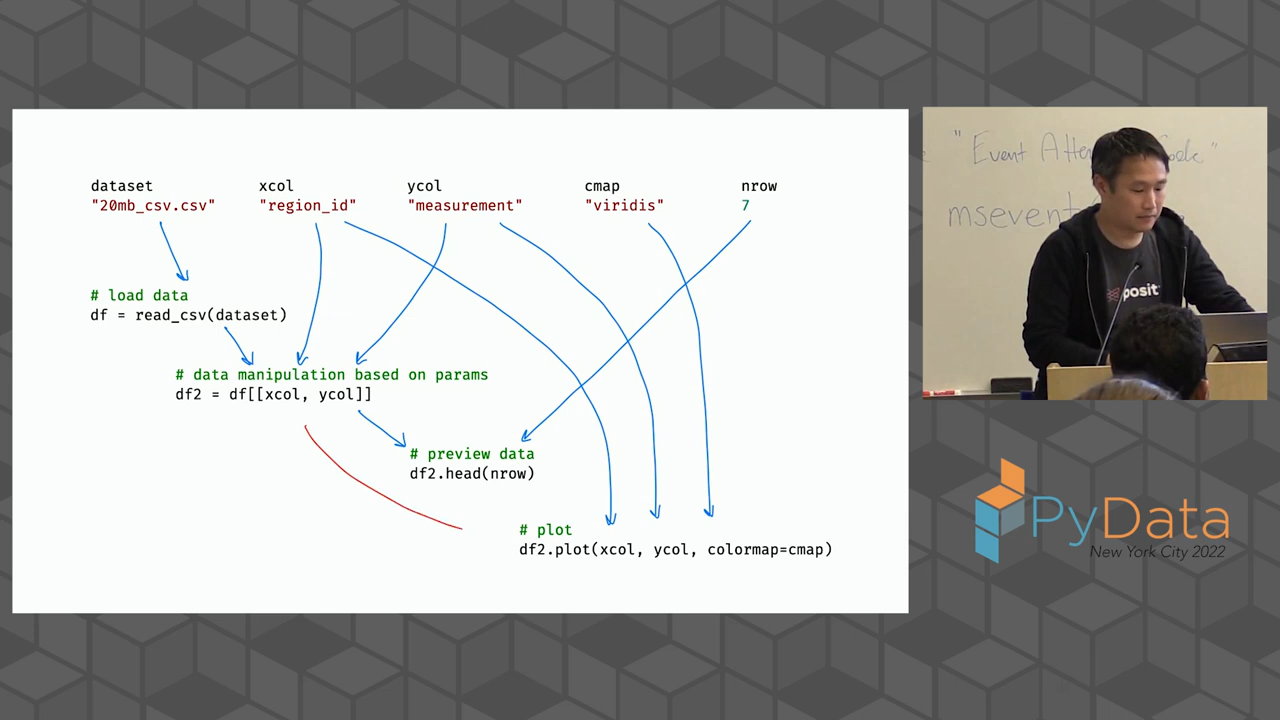 dataset
"20mb_csv.csv"
xcol
"region_id"
ycol
"measurement"
cmap
"viridis"
nrow
7
# load data
df = read_csv(dataset)
# data manipulation based on params
df2 = df[[xcol, ycol]]
# preview data
df2.head(nrow)
# plot
df2.plot(xcol, ycol, colormap=cmap)
"Event
msevent
posit
PyData
New York City 2022